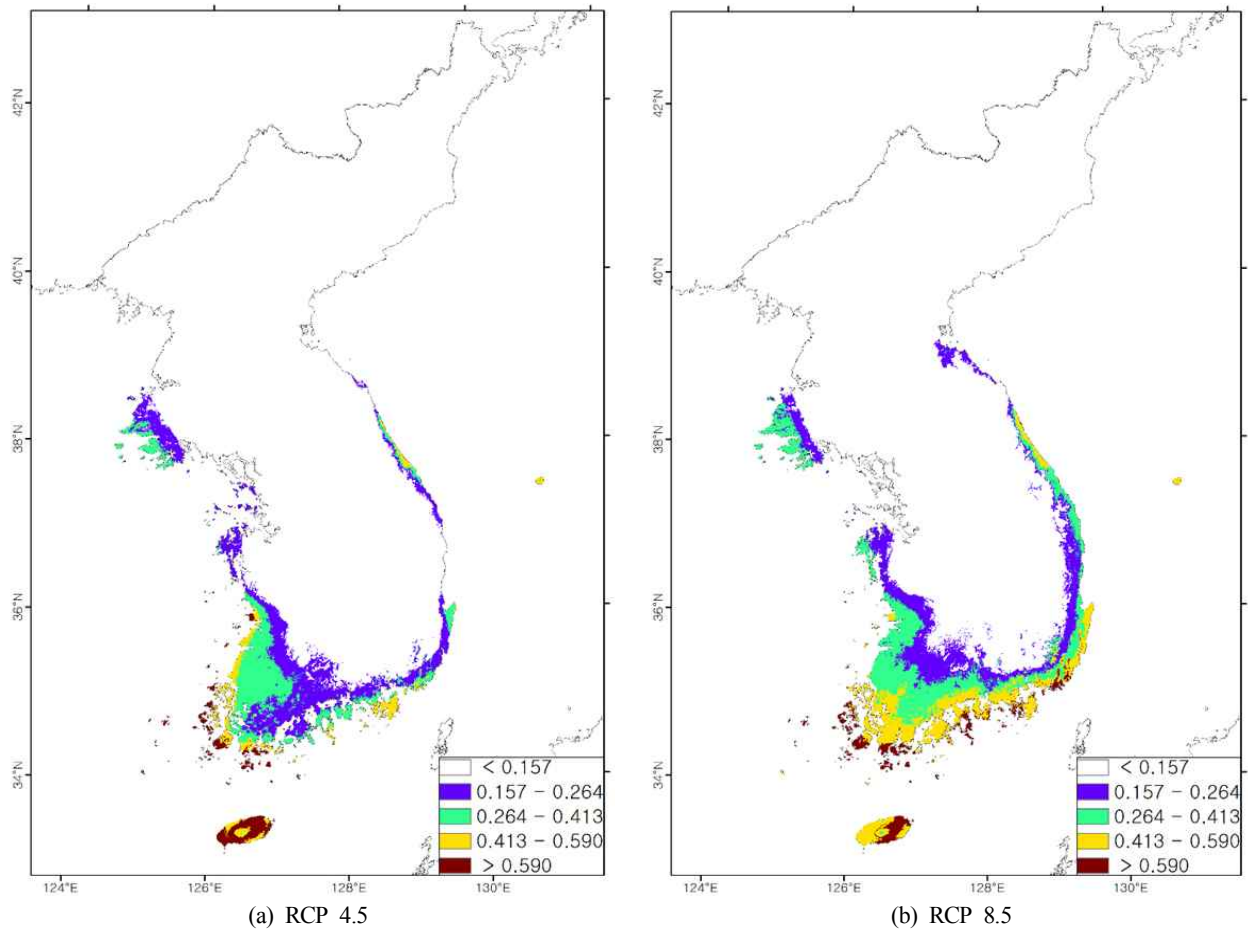 42°N
40°N
38°N
36°N
34°N
124°E
126°E
128°E
130°E
< 0.157
0.157 - 0.264
0.264 - 0.413
0.413 - 0.590
> 0.590
(a) RCP 4.5
42°N
40°N
38°N
36°N
34°N
124°E
126°E
128°E
130°E
< 0.157
0.157 - 0.264
0.264 - 0.413
0.413 - 0.590
> 0.590
(b) RCP 8.5